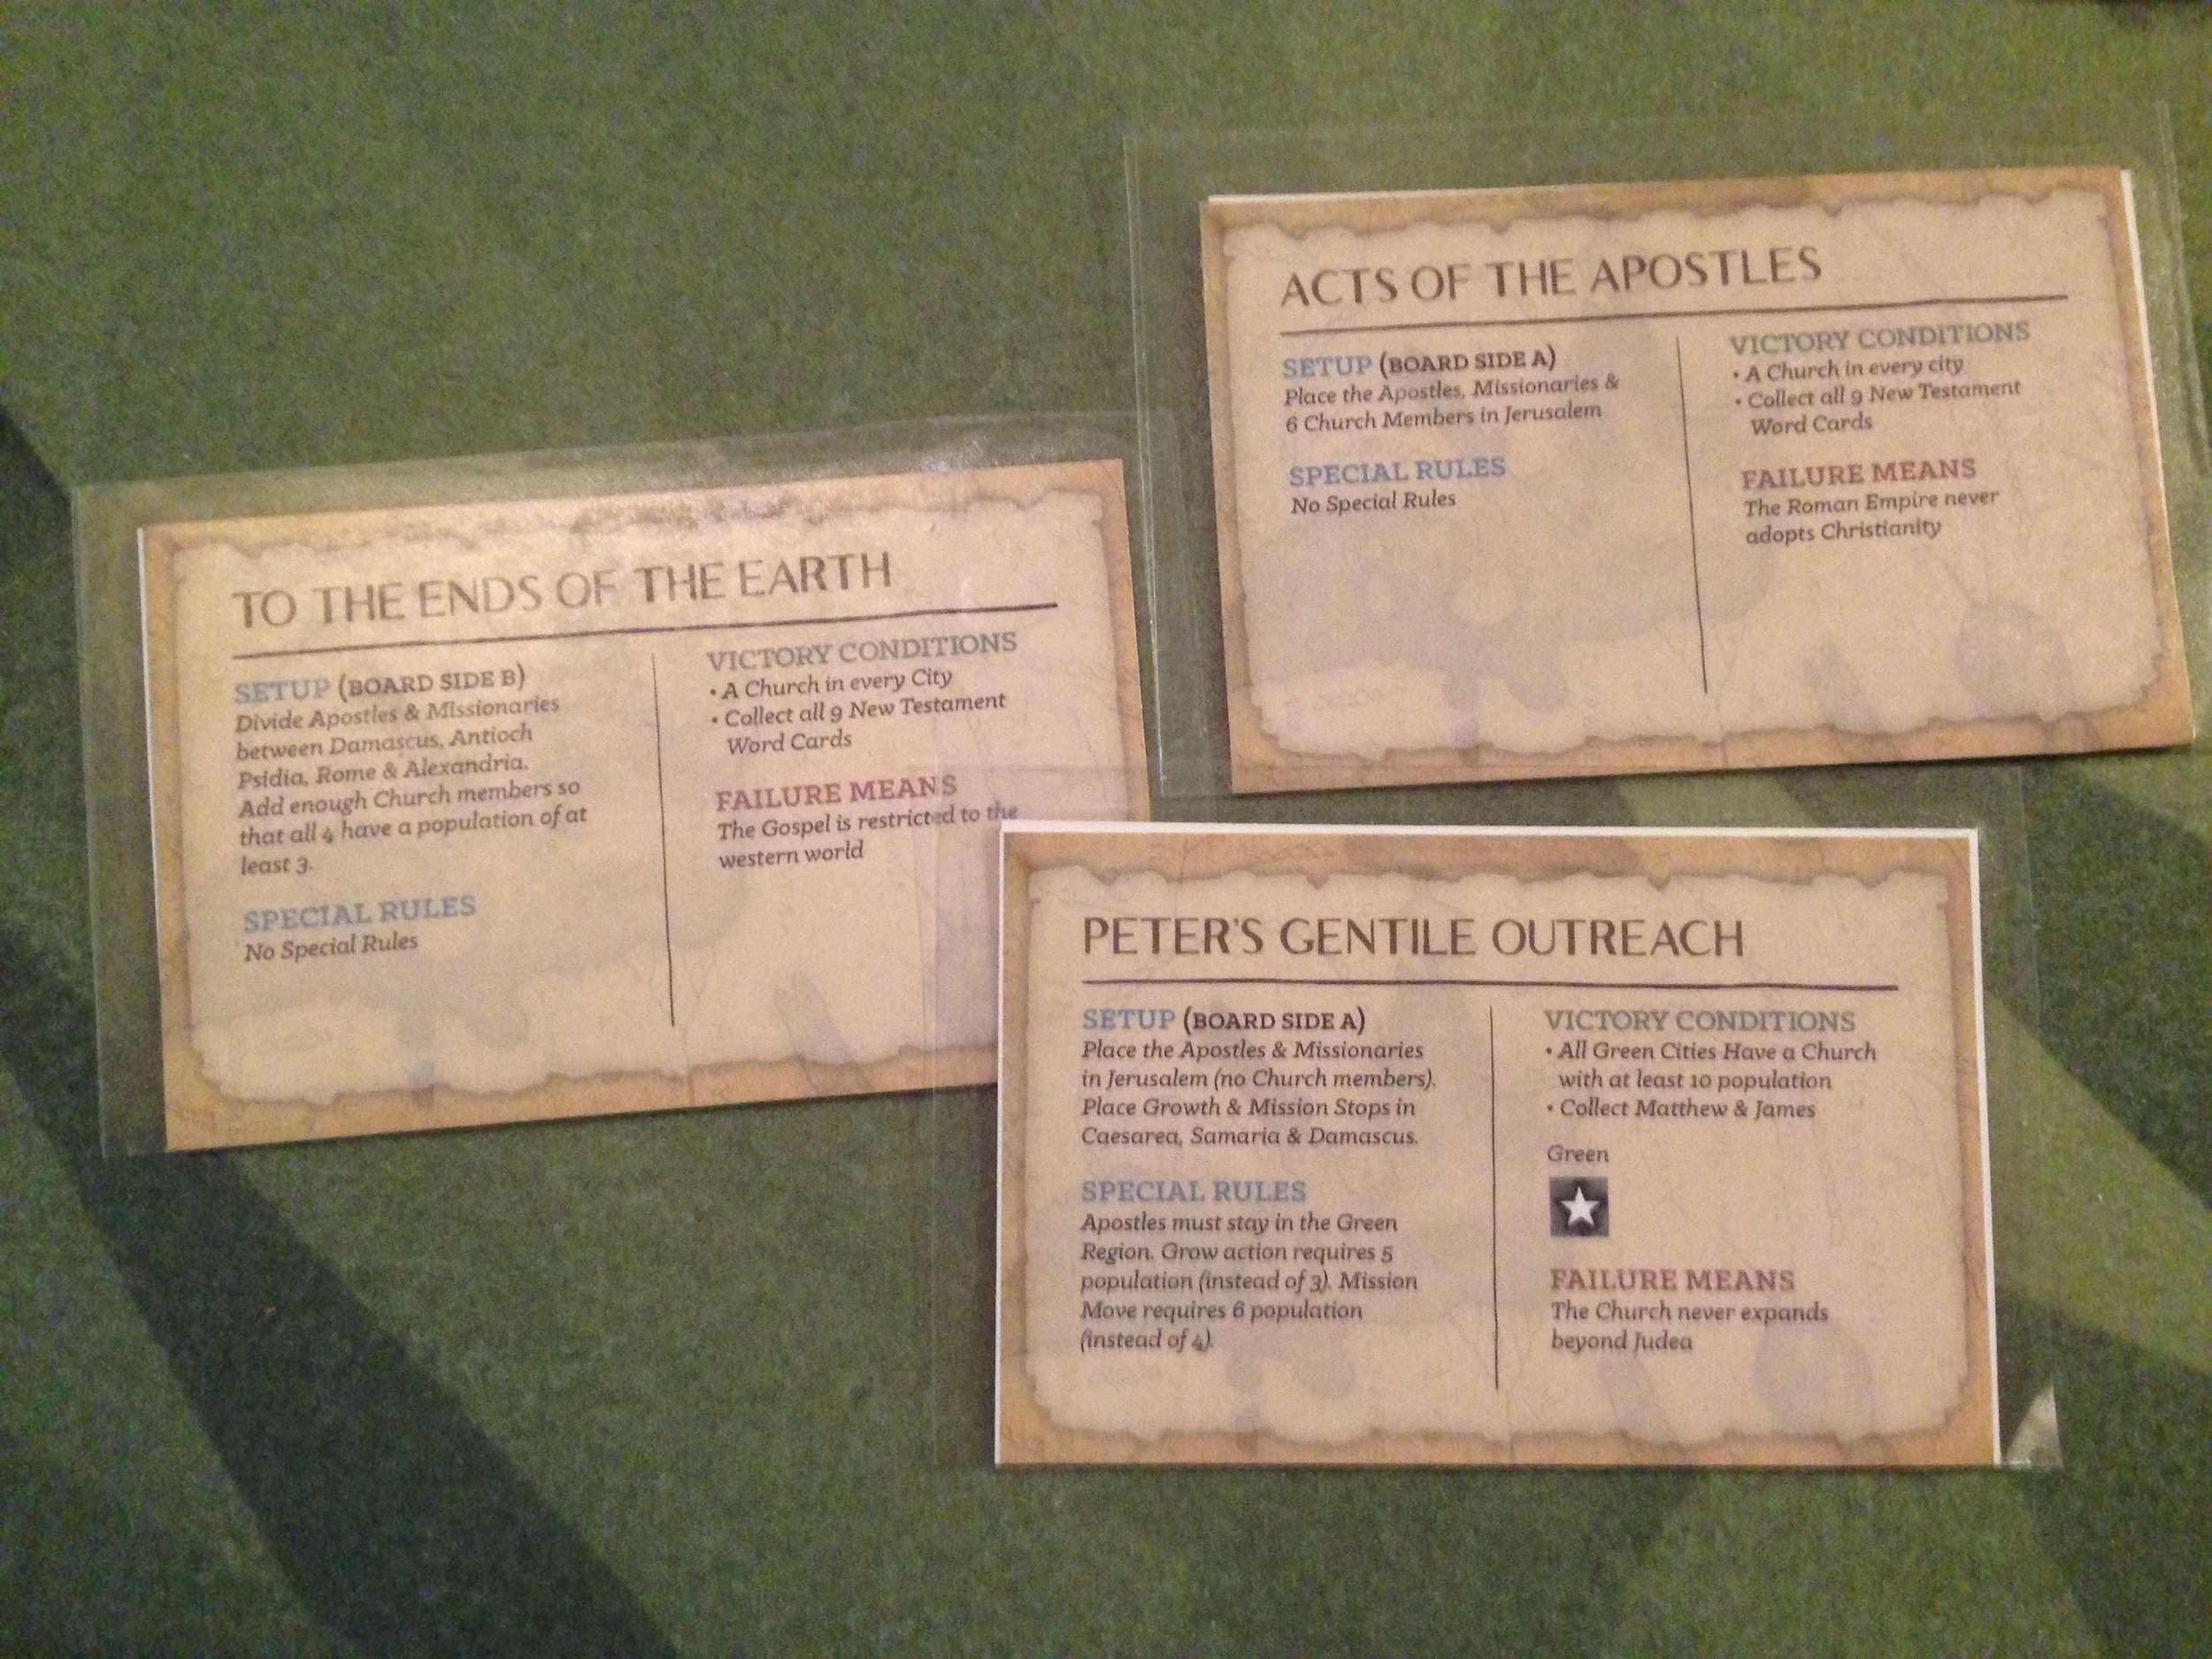 ACTS OF THE APOSTLES
SETUP (BOARD SIDE A)
Place the Apostles, Missionaries &
6 Church Members in Jerusalem
SPECIAL RULES
No Special Rules
VICTORY CONDITIONS
• A Church in every city
• Collect all 9 New Testament
Word Cards
FAILURE MEANS
The Roman Empire never
adopts Christianity
TO THE ENDS OF THE EARTH
SETUP (BOARD SIDE B)
Divide Apostles & Missionaries
between Damascus, Antioch
Psidia, Rome & Alexandria.
Add enough Church members so
that all 4 have a population of at
least 3.
SPECIAL RULES
No Special Rules
VICTORY CONDITIONS
• A Church in every City
• Collect all 9 New Testament
Word Cards
FAILURE MEANS
The Gospel is restricted to the
western world
PETER'S GENTILE OUTREACH
SETUP (BOARD SIDE A)
Place the Apostles & Missionaries
in Jerusalem (no Church members).
Place Growth & Mission Stops in
Caesarea, Samaria & Damascus.
SPECIAL RULES
Apostles must stay in the Green
Region. Grow action requires 5
population (instead of 3). Mission
Move requires 6 population
(instead of 4).
VICTORY CONDITIONS
• All Green Cities Have a Church
with at least 10 population
• Collect Matthew & James
Green
FAILURE MEANS
The Church never expands
beyond Judea